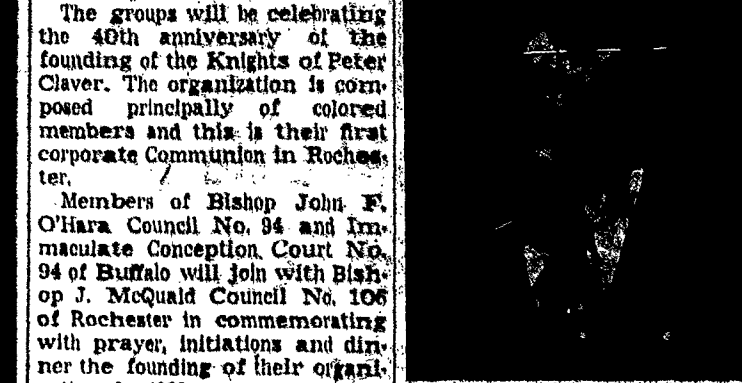 The groups will be celebrating
the 40th anniversary of the
founding of the Knights of Peter
Claver. The organization is com-
posed principally of colored
members and this is their first
corporate Communion in Roches-
ter.
Members of Bishop John F.
O'Hara Council No. 94 and Im-
maculate Conception Court No.
94 of Buffalo will join with Bish-
op J. McQuaid Council No. 106
of Rochester in commemorating
with prayer, initiations and din-
ner the founding of their organi-